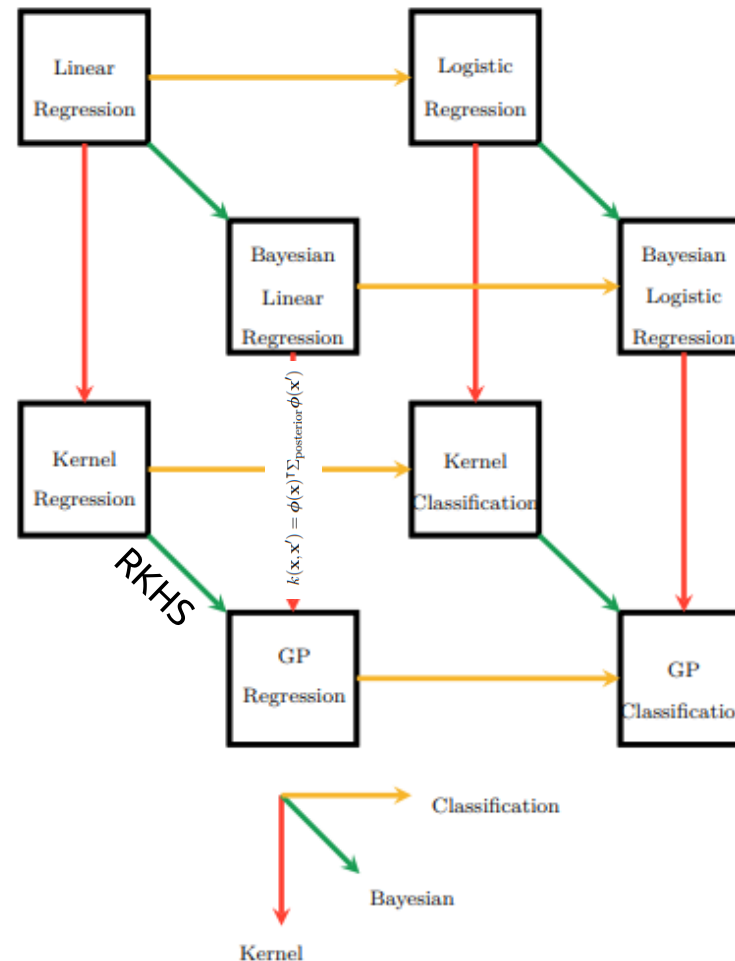 Linear
Regression
Logistic
Regression
Bayesian
Linear
Regression
Bayesian
Logistic
Regression
k(𝐱,𝐱′) = ϕ(𝐱)ᵀΣposteriorϕ(𝐱′)
Kernel
Regression
Kernel
Classification
RKHS
GP
Regression
GP
Classificatio
Classification
Bayesian
Kernel